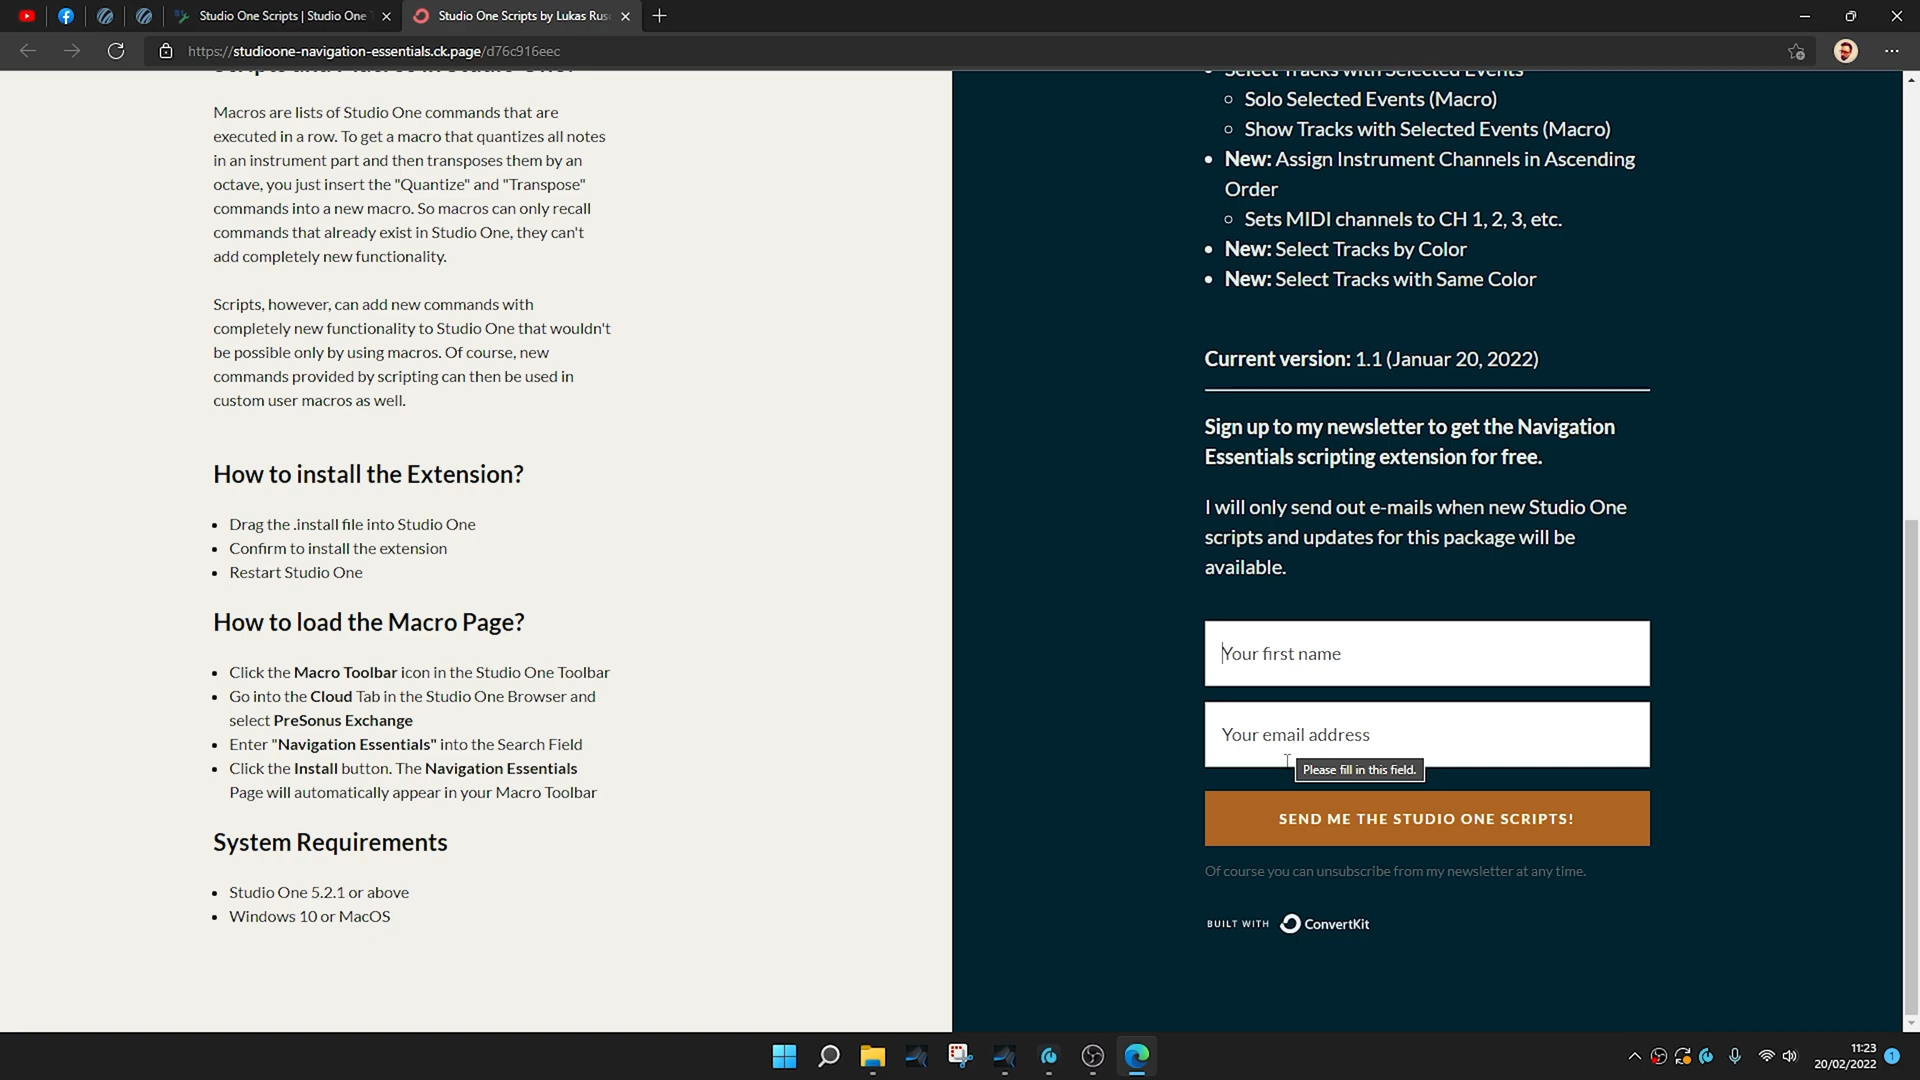 Studio One Scripts | Studio One
Studio One Scripts by Lukas Rus
https://studioone-navigation-essentials.ck.page/d76c916eec
Scripts and Macros in Studio One?
Macros are lists of Studio One commands that are
executed in a row. To get a macro that quantizes all notes
in an instrument part and then transposes them by an
octave, you just insert the "Quantize" and "Transpose"
commands into a new macro. So macros can only recall
commands that already exist in Studio One, they can't
add completely new functionality.
Scripts, however, can add new commands with
completely new functionality to Studio One that wouldn't
be possible only by using macros. Of course, new
commands provided by scripting can then be used in
custom user macros as well.
How to install the Extension?
Drag the .install file into Studio One
Confirm to install the extension
Restart Studio One
How to load the Macro Page?
Click the Macro Toolbar icon in the Studio One Toolbar
Go into the Cloud Tab in the Studio One Browser and
select PreSonus Exchange
Enter "Navigation Essentials" into the Search Field
Click the Install button. The Navigation Essentials
Page will automatically appear in your Macro Toolbar
System Requirements
Studio One 5.2.1 or above
Windows 10 or MacOS
Select Tracks with Selected Events
Solo Selected Events (Macro)
Show Tracks with Selected Events (Macro)
New: Assign Instrument Channels in Ascending
Order
Sets MIDI channels to CH 1, 2, 3, etc.
New: Select Tracks by Color
New: Select Tracks with Same Color
Current version: 1.1 (Januar 20, 2022)
Sign up to my newsletter to get the Navigation
Essentials scripting extension for free.
I will only send out e-mails when new Studio One
scripts and updates for this package will be
available.
Your first name
Your email address
Please fill in this field.
SEND ME THE STUDIO ONE SCRIPTS!
Of course you can unsubscribe from my newsletter at any time.
BUILT WITH ConvertKit
11:23
20/02/2022
1